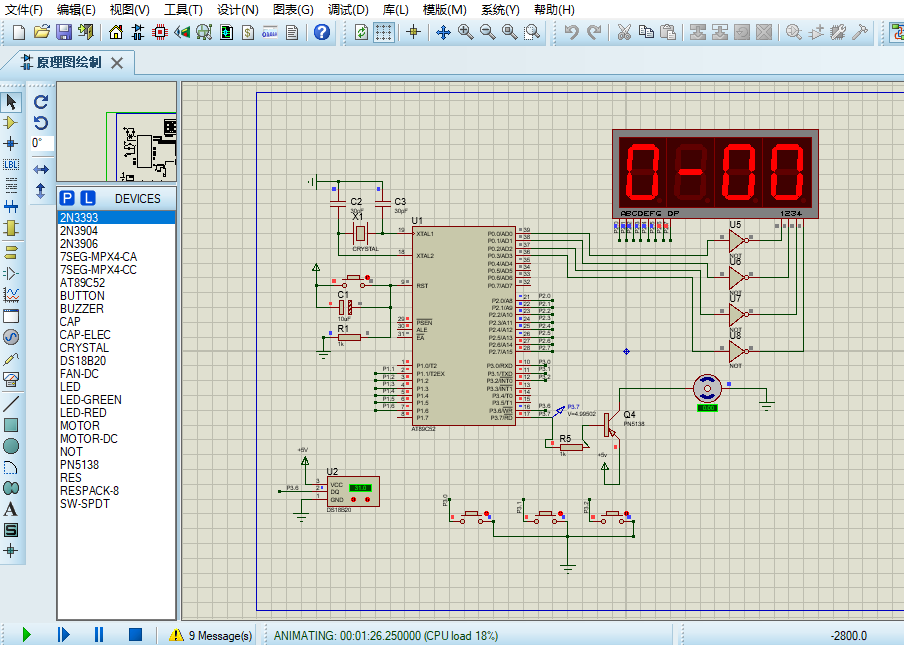 文件(F) 编辑(E) 视图(V) 工具(T) 设计(N) 图表(G) 调试(D) 库(L) 模版(M) 系统(Y) 帮助(H)
原理图绘制
0°
LBL
P L DEVICES
2N3393
2N3904
2N3906
7SEG-MPX4-CA
7SEG-MPX4-CC
AT89C52
BUTTON
BUZZER
CAP
CAP-ELEC
CRYSTAL
DS18B20
FAN-DC
LED
LED-GREEN
LED-RED
MOTOR
MOTOR-DC
NOT
PN5138
RES
RESPACK-8
SW-SPDT
0-00
ABCDEFG DP 1234
C2
30pF
C3
30pF
X1
CRYSTAL
C1
10uF
R1
1k
U1
19 XTAL1
18 XTAL2
9 RST
29 PSEN
30 ALE
31 EA
P1.1 1 P1.0/T2
P1.2 2 P1.1/T2EX
P1.3 3 P1.2
P1.4 4 P1.3
P1.5 5 P1.4
P1.6 6 P1.5
7 P1.6
8 P1.7
AT89C52
P0.0/AD0 39
P0.1/AD1 38
P0.2/AD2 37
P0.3/AD3 36
P0.4/AD4 35
P0.5/AD5 34
P0.6/AD6 33
P0.7/AD7 32
P2.0/A8 21 P2.0
P2.1/A9 22 P2.1
P2.2/A10 23 P2.2
P2.3/A11 24 P2.3
P2.4/A12 25 P2.4
P2.5/A13 26 P2.5
P2.6/A14 27 P2.6
P2.7/A15 28 P2.7
P3.0/RXD 10 P3.0
P3.1/TXD 11 P3.1
P3.2/INT0 12 P3.2
P3.3/INT1 13
P3.4/T0 14
P3.5/T1 15
P3.6/WR 16 P3.6
P3.7/RD 17 P3.7
U5
NOT
U6
NOT
U7
NOT
U8
NOT
P3.7
V=4.99502
R5
1k
Q4
PN5138
+5v
+5V
U2
P3.6
3 VCC
2 DQ
1 GND
DS18B20
P3.0
P3.1
P3.2
9 Message(s) ANIMATING: 00:01:26.250000 (CPU load 18%) -2800.0